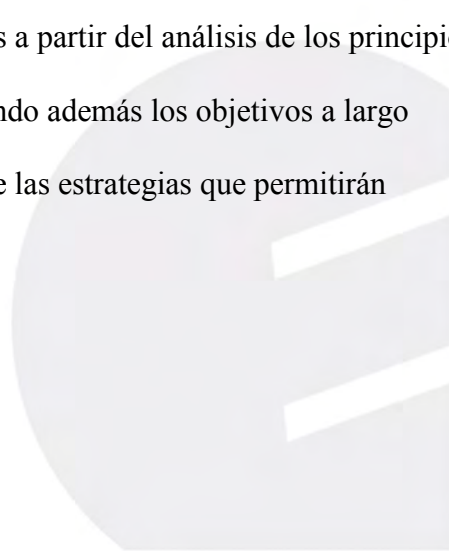 s a partir del análisis de los principi
ndo además los objetivos a largo
e las estrategias que permitirán